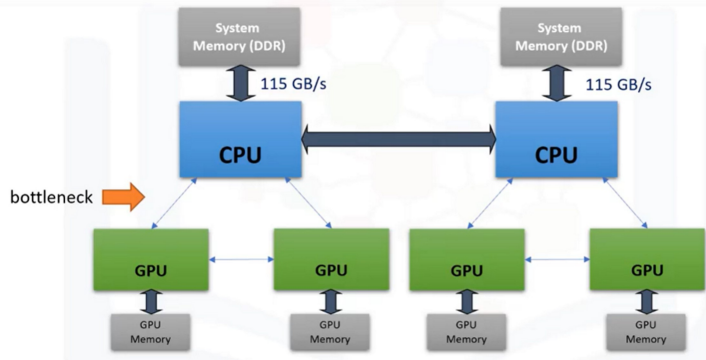 System
Memory (DDR)
System
Memory (DDR)
115 GB/s
115 GB/s
CPU
CPU
bottleneck
GPU
GPU
GPU
GPU
GPU
Memory
GPU
Memory
GPU
Memory
GPU
Memory